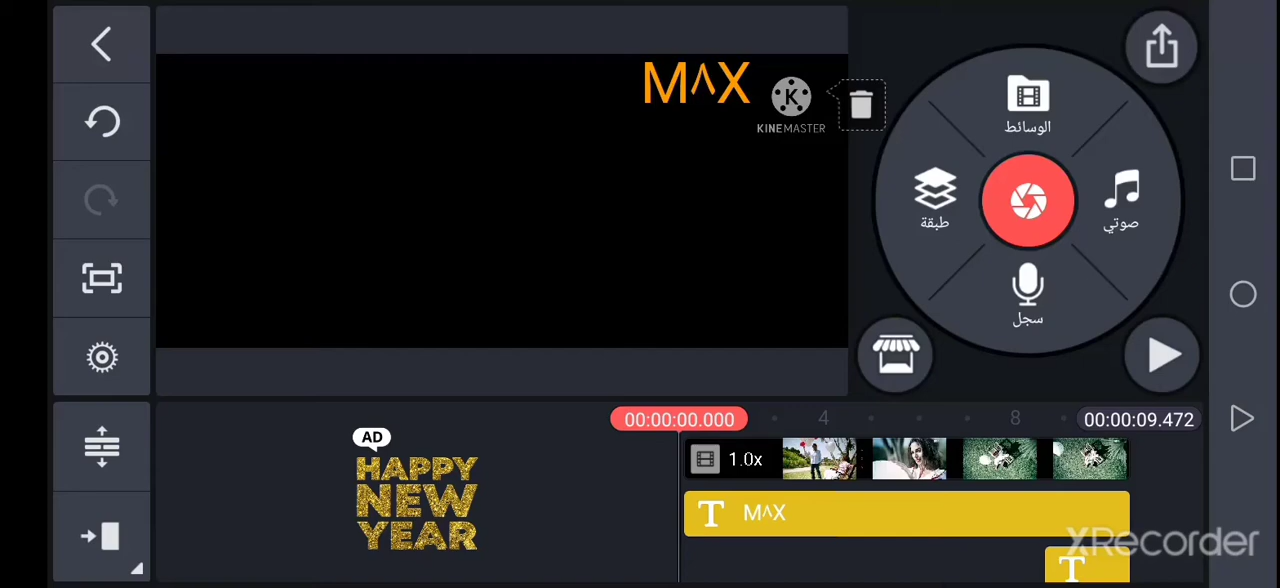 M^X
KINEMASTER
الوسائط
طبقة
صوتي
سجل
00:00:00.000
4
8
00:00:09.472
AD
HAPPY
NEW
YEAR
1.0x
T M^X
T
XRecorder